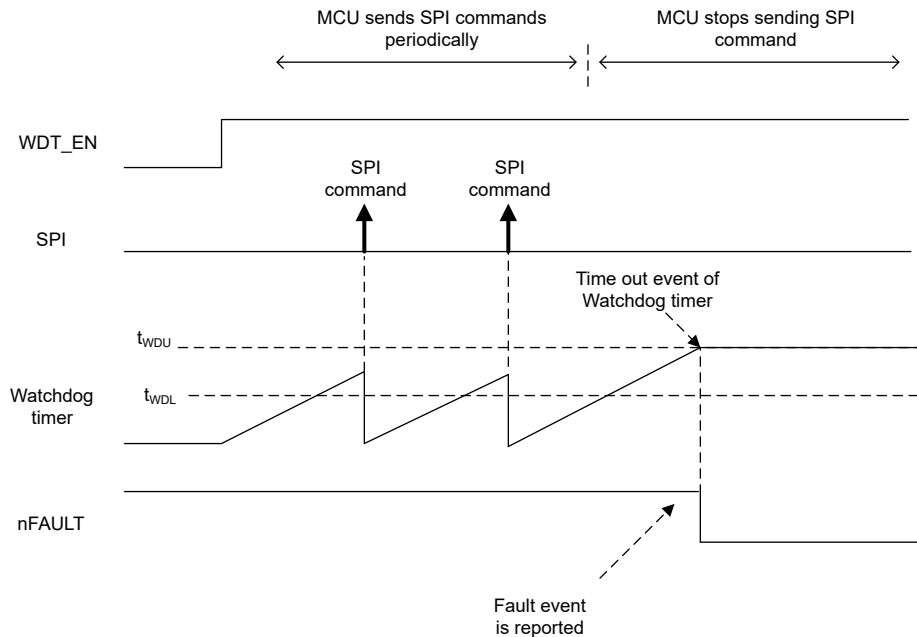 MCU sends SPI commands
periodically
MCU stops sending SPI
command
WDT_EN
SPI
command
SPI
command
SPI
Time out event of
Watchdog timer
tWDU
tWDL
Watchdog
timer
nFAULT
Fault event
is reported